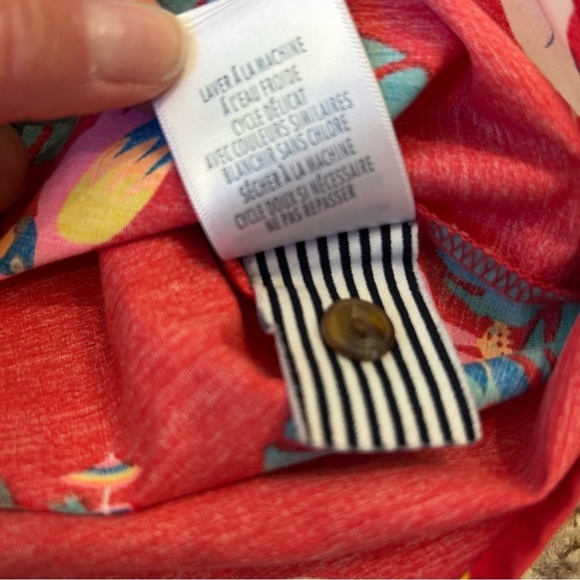 LAVER À LA MACHINE
À L'EAU FROIDE
CYCLE DÉLICAT
AVEC COULEURS SIMILAIRES
BLANCHIR SANS CHLORE
SÉCHER À LA MACHINE
CYCLE DOUX SI NÉCESSAIRE
NE PAS REPASSER